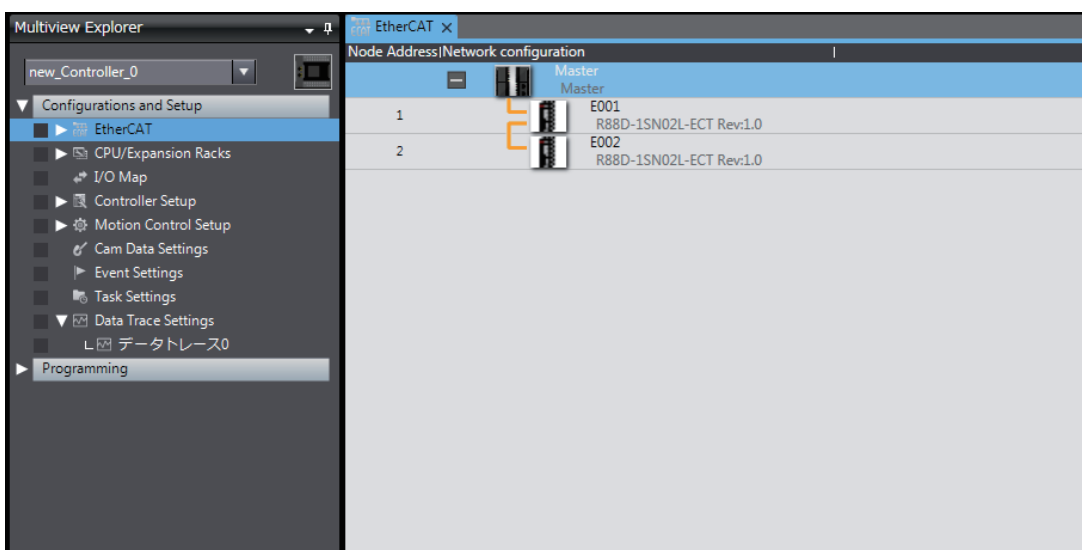 Multiview Explorer
new_Controller_0
Configurations and Setup
EtherCAT
CPU/Expansion Racks
I/O Map
Controller Setup
Motion Control Setup
Cam Data Settings
Event Settings
Task Settings
Data Trace Settings
データトレース0
Programming
EtherCAT
Node Address|Network configuration
Master
Master
1
E001
R88D-1SN02L-ECT Rev:1.0
2
E002
R88D-1SN02L-ECT Rev:1.0